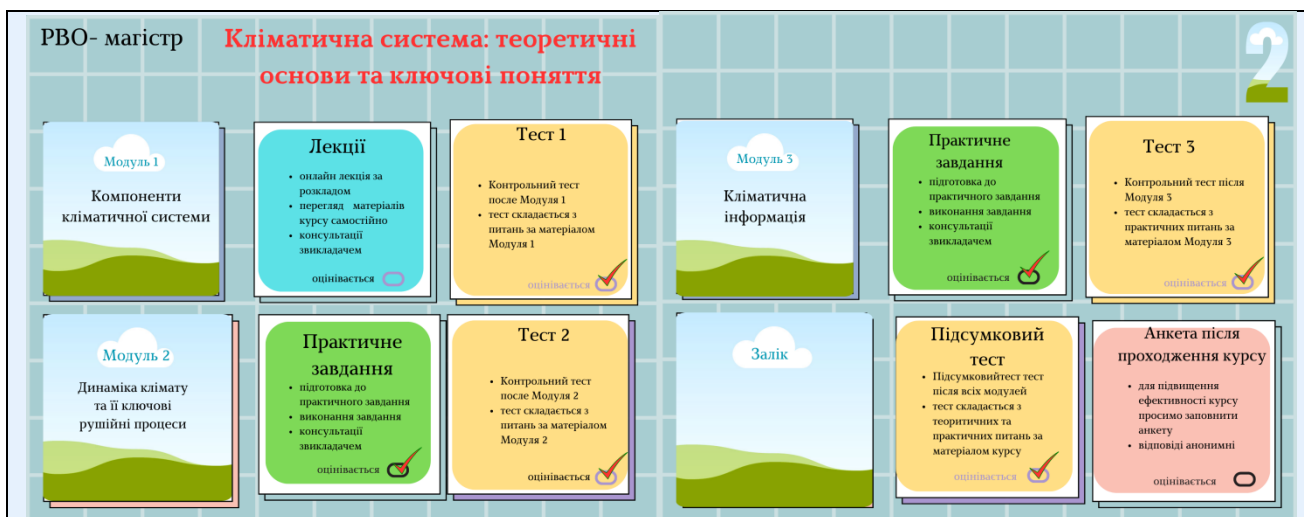 РВО- магістр
Кліматична система: теоретичні
основи та ключові поняття
2
Модуль 1
Компоненти
кліматичної системи
Лекції
• онлайн лекція за
розкладом
• перегляд матеріалів
курсу самостійно
• консультації
звикладачем
оцінівається
Тест 1
• Контрольний тест
после Модуля 1
• тест складається з
питань за матеріалом
Модуля 1
оцінівається
Модуль 2
Динаміка клімату
та її ключові
рушійні процеси
Практичне
завдання
• підготовка до
практичного завдання
• виконання завдання
• консультації
звикладачем
оцінівається
Тест 2
• Контрольний тест
после Модуля 2
• тест складається з
питань за матеріалом
Модуля 2
оцінівається
Модуль 3
Кліматична
інформація
Практичне
завдання
• підготовка до
практичного завдання
• виконання завдання
• консультації
звикладачем
оцінівається
Тест 3
• Контрольний тест після
Модуля 3
• тест складається з
практичних питань за
матеріалом Модуля 3
оцінівається
Залік
Підсумковий
тест
• Підсумковийтест тест
після всіх модулей
• тест складається з
теоритичних та
практичних питань за
матеріалом курсу
оцінівається
Анкета після
проходження курсу
• для підвищення
ефективності курсу
просимо заповнити
анкету
• відповіді анонимні
оцінівається